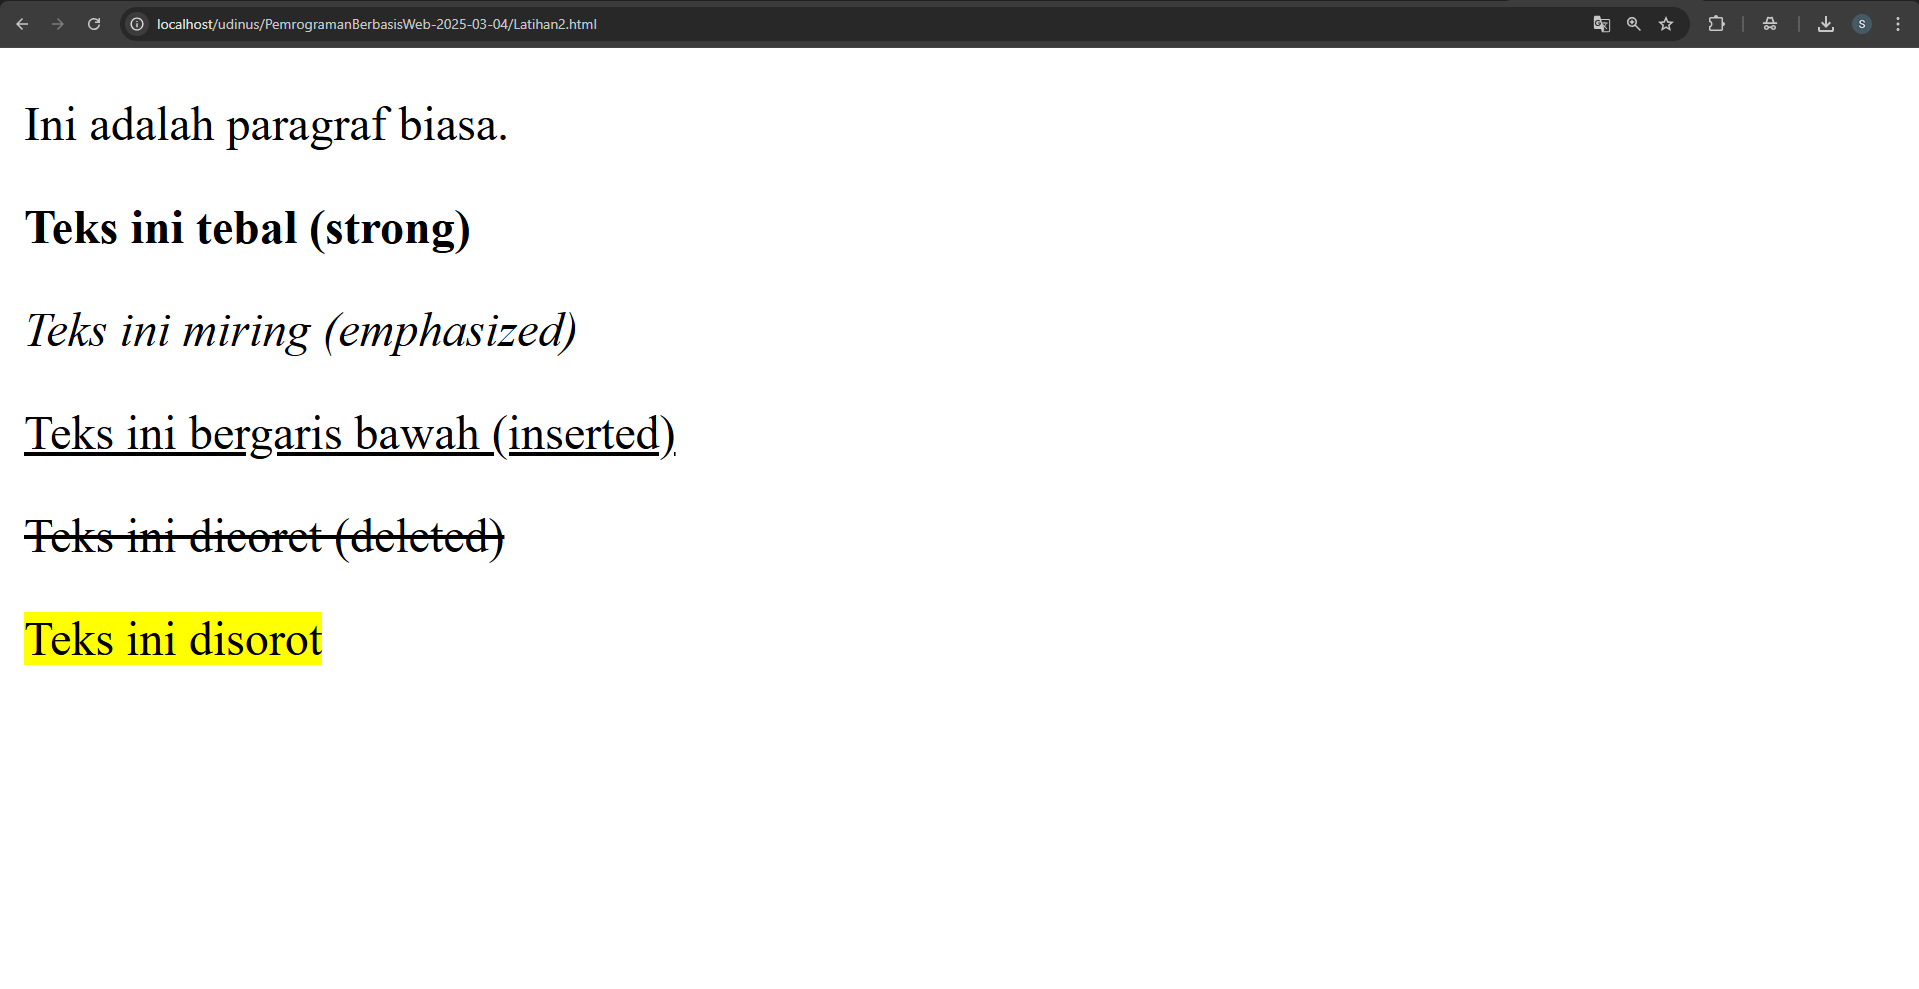 localhost/udinus/PemrogramanBerbasisWeb-2025-03-04/Latihan2.html
S
Ini adalah paragraf biasa.
Teks ini tebal (strong)
Teks ini miring (emphasized)
Teks ini bergaris bawah (inserted)
Teks ini dicoret (deleted)
Teks ini disorot